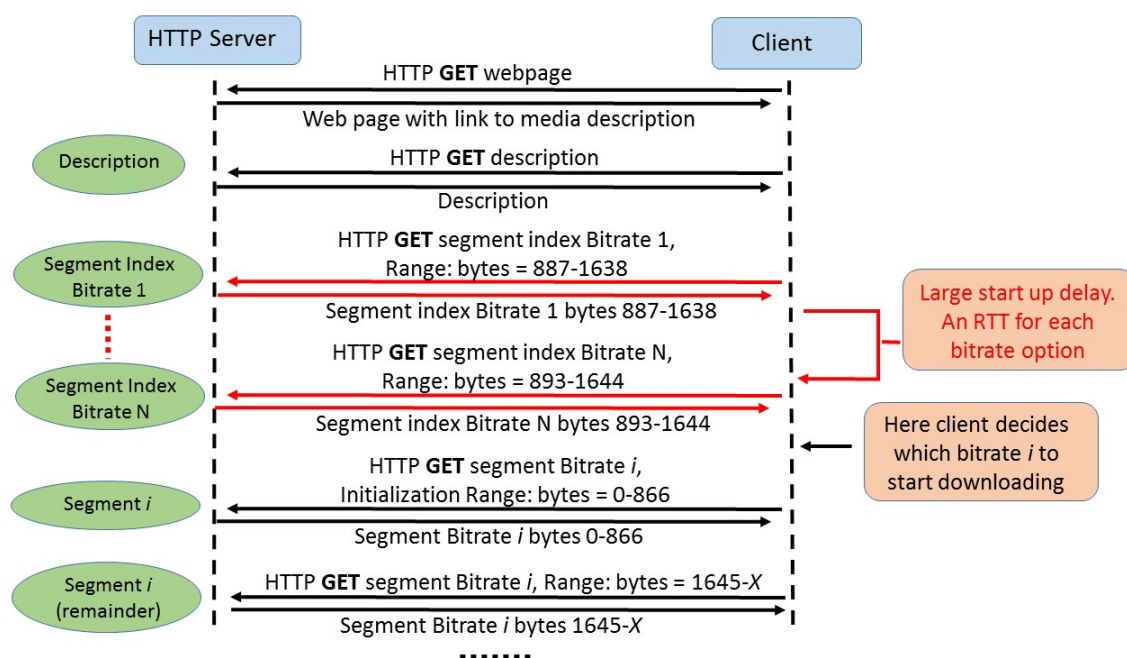 HTTP Server
Client
HTTP GET webpage
Web page with link to media description
Description
HTTP GET description
Description
HTTP GET segment index Bitrate 1,
Range: bytes = 887-1638
Segment Index
Bitrate 1
Segment index Bitrate 1 bytes 887-1638
Large start up delay.
An RTT for each
bitrate option
HTTP GET segment index Bitrate N,
Range: bytes = 893-1644
Segment Index
Bitrate N
Segment index Bitrate N bytes 893-1644
Here client decides
which bitrate i to
start downloading
HTTP GET segment Bitrate i,
Initialization Range: bytes = 0-866
Segment i
Segment Bitrate i bytes 0-866
HTTP GET segment Bitrate i, Range: bytes = 1645-X
Segment i
(remainder)
Segment Bitrate i bytes 1645-X